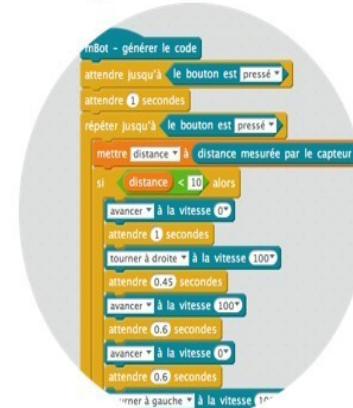 mBot - générer le code
attendre jusqu'à le bouton est pressé
attendre 1 secondes
répéter jusqu'à le bouton est pressé
mettre distance à distance mesurée par le capteur
si distance < 10 alors
avancer à la vitesse 0
attendre 1 secondes
tourner à droite à la vitesse 100
attendre 0.45 secondes
avancer à la vitesse 100
attendre 0.6 secondes
avancer à la vitesse 0
attendre 0.6 secondes
tourner à gauche à la vitesse